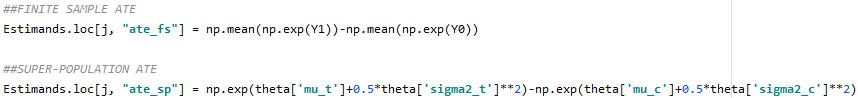 ##FINITE SAMPLE ATE
Estimands.loc[j, "ate_fs"] = np.mean(np.exp(Y1))-np.mean(np.exp(Y0))
##SUPER-POPULATION ATE
Estimands.loc[j, "ate_sp"] = np.exp(theta['mu_t']+0.5*theta['sigma2_t']**2)-np.exp(theta['mu_c']+0.5*theta['sigma2_c']**2)